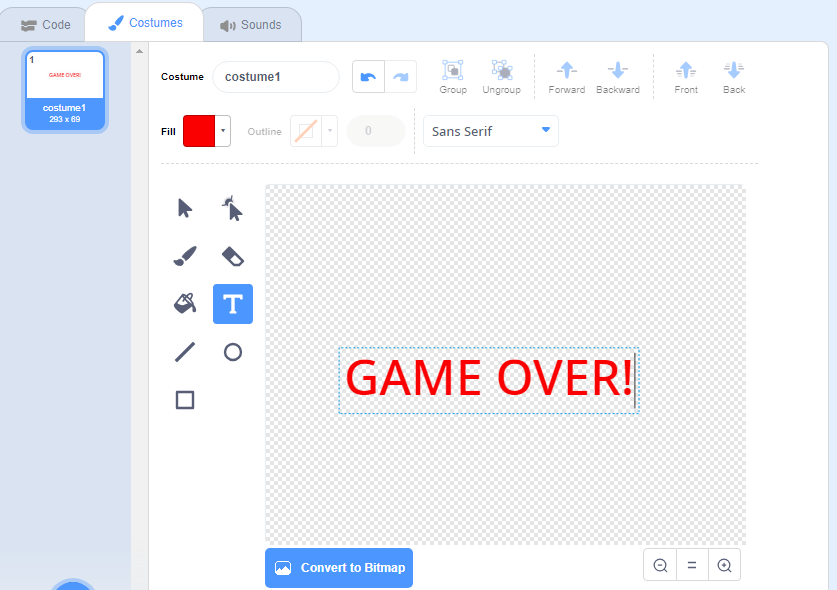 Code
Costumes
Sounds
1
GAME OVER!
costume1
293 x 69
Costume
costume1
Group
Ungroup
Forward
Backward
Front
Back
Fill
Outline
0
Sans Serif
T
GAME OVER!
Convert to Bitmap